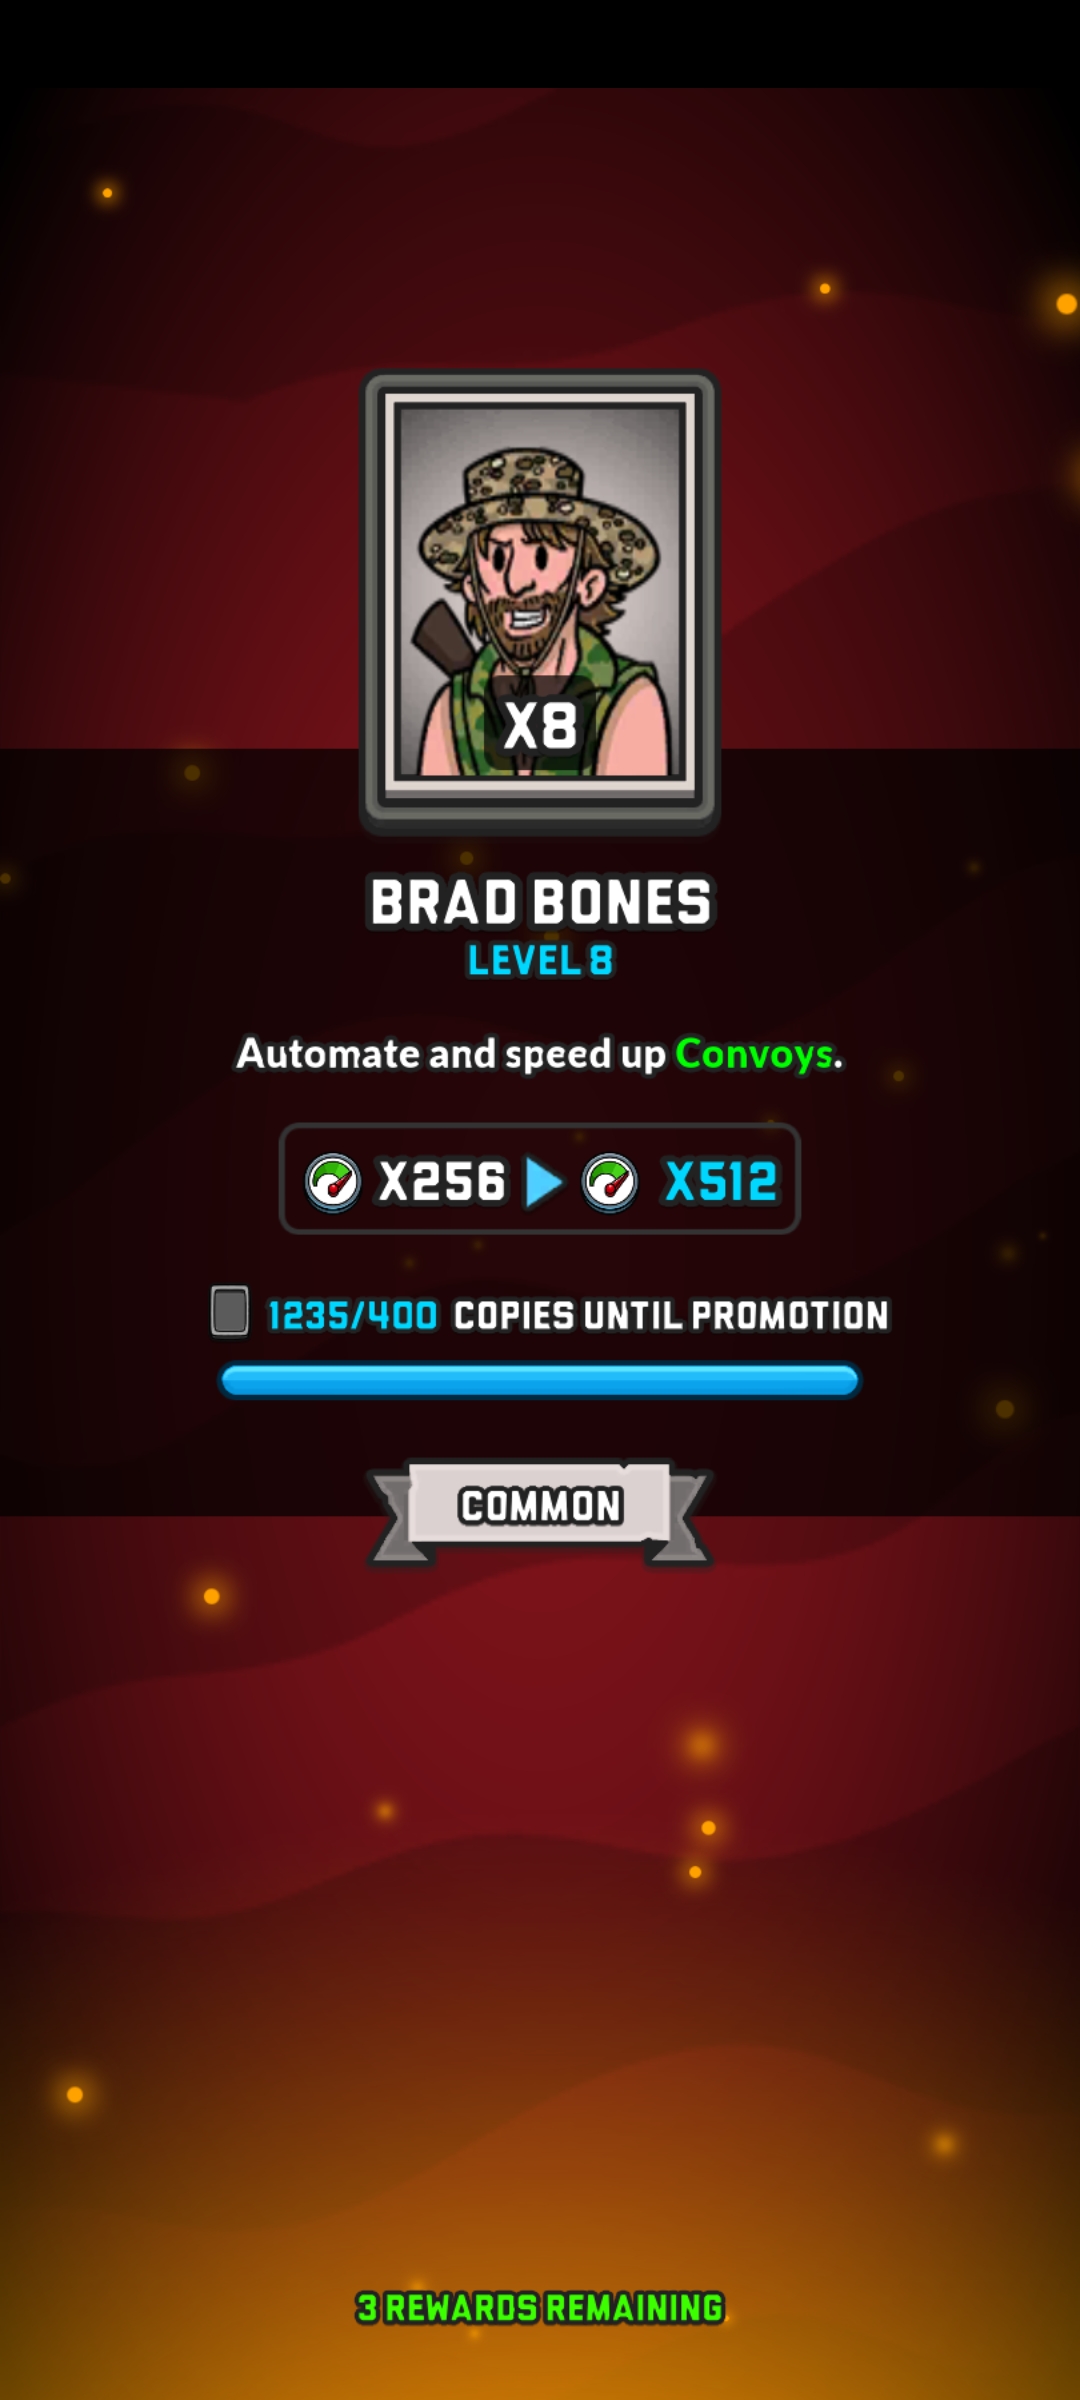 X8
BRAD BONES
LEVEL 8
Automate and speed up Convoys.
X256 X512
1235/400 COPIES UNTIL PROMOTION
COMMON
3 REWARDS REMAINING